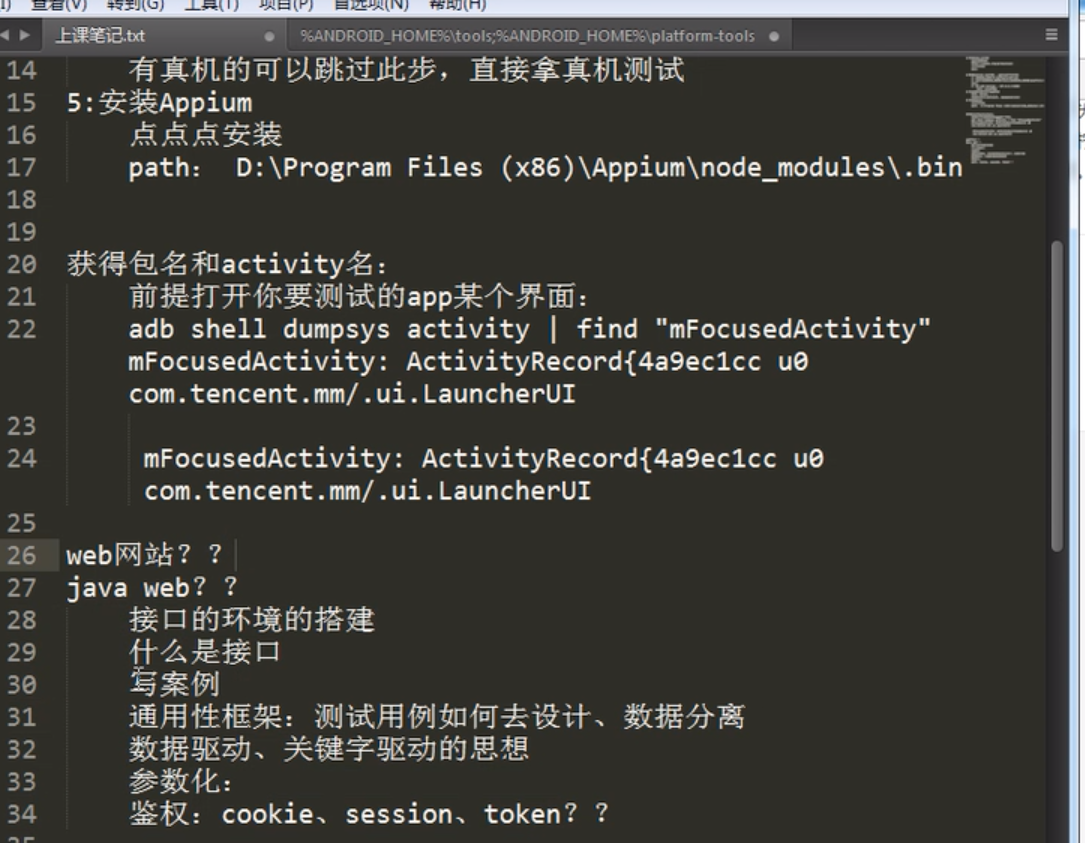 查看(V) 转到(G) 工具(T) 项目(P) 首选项(N) 帮助(H)
上课笔记.txt %ANDROID_HOME%\tools;%ANDROID_HOME%\platform-tools
14 有真机的可以跳过此步，直接拿真机测试
15 5:安装Appium
16 点点点安装
17 path： D:\Program Files (x86)\Appium\node_modules\.bin
18
19
20 获得包名和activity名：
21 前提打开你要测试的app某个界面：
22 adb shell dumpsys activity | find "mFocusedActivity"
mFocusedActivity: ActivityRecord{4a9ec1cc u0
com.tencent.mm/.ui.LauncherUI
23
24 mFocusedActivity: ActivityRecord{4a9ec1cc u0
com.tencent.mm/.ui.LauncherUI
25
26 web网站？？
27 java web？？
28 接口的环境的搭建
29 什么是接口
30 写案例
31 通用性框架：测试用例如何去设计、数据分离
32 数据驱动、关键字驱动的思想
33 参数化：
34 鉴权：cookie、session、token？？